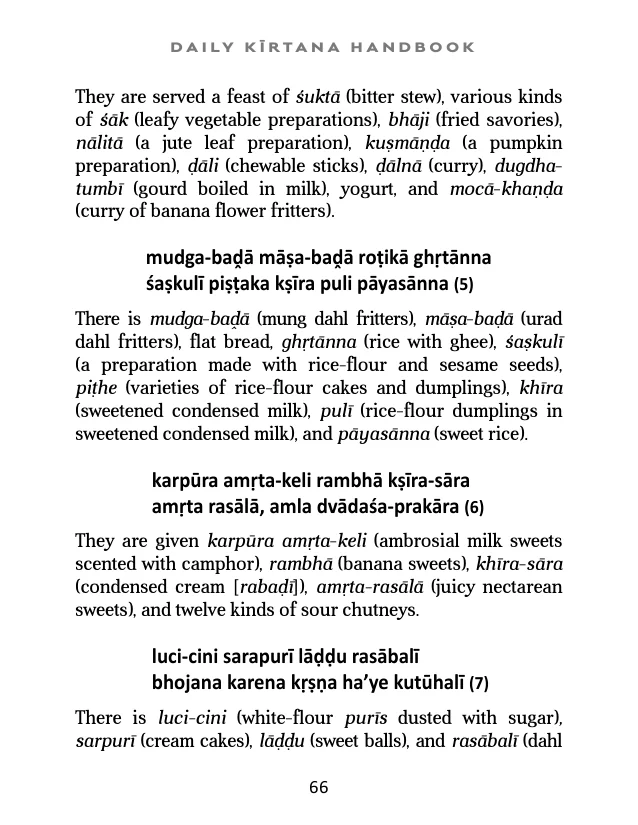 DAILY KĪRTANA HANDBOOK
They are served a feast of śuktā (bitter stew), various kinds
of śāk (leafy vegetable preparations), bhāji (fried savories),
nālitā (a jute leaf preparation), kuṣmāṇḍa (a pumpkin
preparation), ḍāli (chewable sticks), ḍālnā (curry), dugdha-
tumbī (gourd boiled in milk), yogurt, and mocā-khaṇḍa
(curry of banana flower fritters).
mudga-baḓā māṣa-baḓā roṭikā ghṛtānna
śaṣkulī piṣṭaka kṣīra puli pāyasānna (5)
There is mudga-baḓā (mung dahl fritters), māṣa-baḍā (urad
dahl fritters), flat bread, ghṛtānna (rice with ghee), śaṣkulī
(a preparation made with rice-flour and sesame seeds),
piṭhe (varieties of rice-flour cakes and dumplings), khīra
(sweetened condensed milk), pulī (rice-flour dumplings in
sweetened condensed milk), and pāyasānna (sweet rice).
karpūra amṛta-keli rambhā kṣīra-sāra
amṛta rasālā, amla dvādaśa-prakāra (6)
They are given karpūra amṛta-keli (ambrosial milk sweets
scented with camphor), rambhā (banana sweets), khīra-sāra
(condensed cream [rabaḍī]), amṛta-rasālā (juicy nectarean
sweets), and twelve kinds of sour chutneys.
luci-cini sarapurī lāḍḍu rasābalī
bhojana karena kṛṣṇa ha’ye kutūhalī (7)
There is luci-cini (white-flour purīs dusted with sugar),
sarpurī (cream cakes), lāḍḍu (sweet balls), and rasābalī (dahl
66